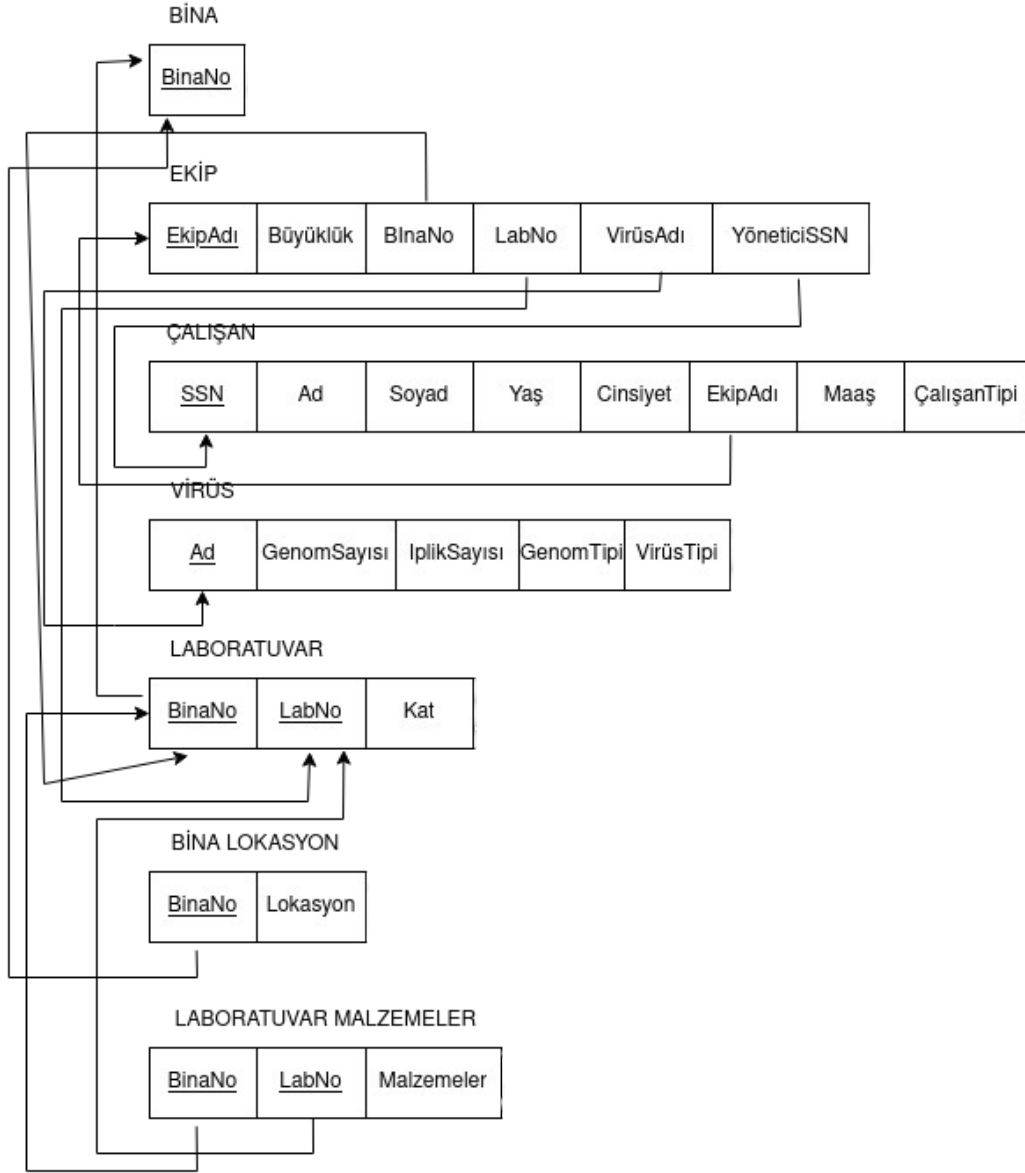 BİNA
BinaNo
EKİP
EkipAdı Büyüklük BInaNo LabNo VirüsAdı YöneticiSSN
ÇALIŞAN
SSN Ad Soyad Yaş Cinsiyet EkipAdı Maaş ÇalışanTipi
VİRÜS
Ad GenomSayısı IplikSayısı GenomTipi VirüsTipi
LABORATUVAR
BinaNo LabNo Kat
BİNA LOKASYON
BinaNo Lokasyon
LABORATUVAR MALZEMELER
BinaNo LabNo Malzemeler